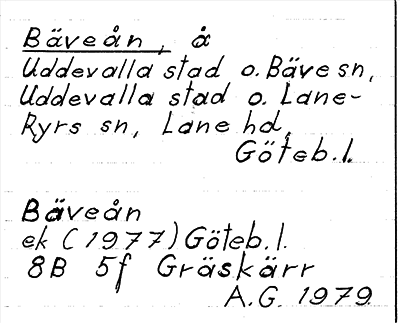 Bäveån, å
Uddevalla stad o. Bäve sn,
Uddevalla stad o. Lane-
Ryrs sn, Lane hd,
Göteb. l.
Bäveån
ek (1977) Göteb. l.
8B 5f Gräskärr
A.G. 1979